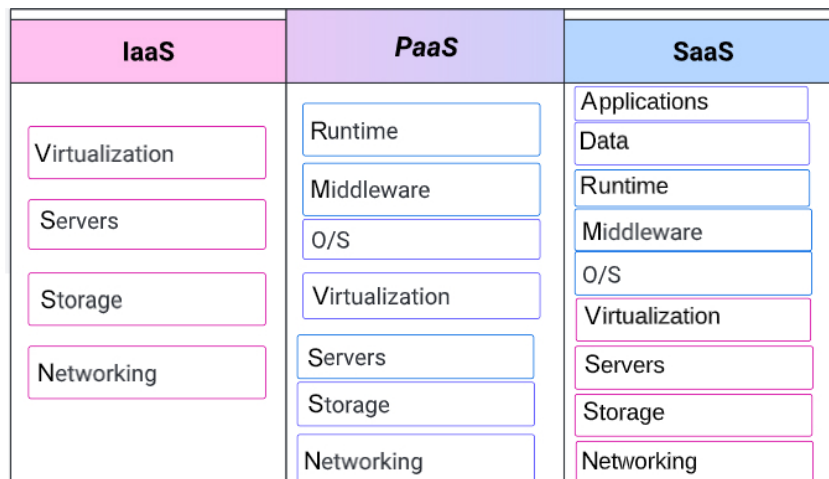 IaaS
Virtualization
Servers
Storage
Networking
PaaS
Runtime
Middleware
O/S
Virtualization
Servers
Storage
Networking
SaaS
Applications
Data
Runtime
Middleware
O/S
Virtualization
Servers
Storage
Networking